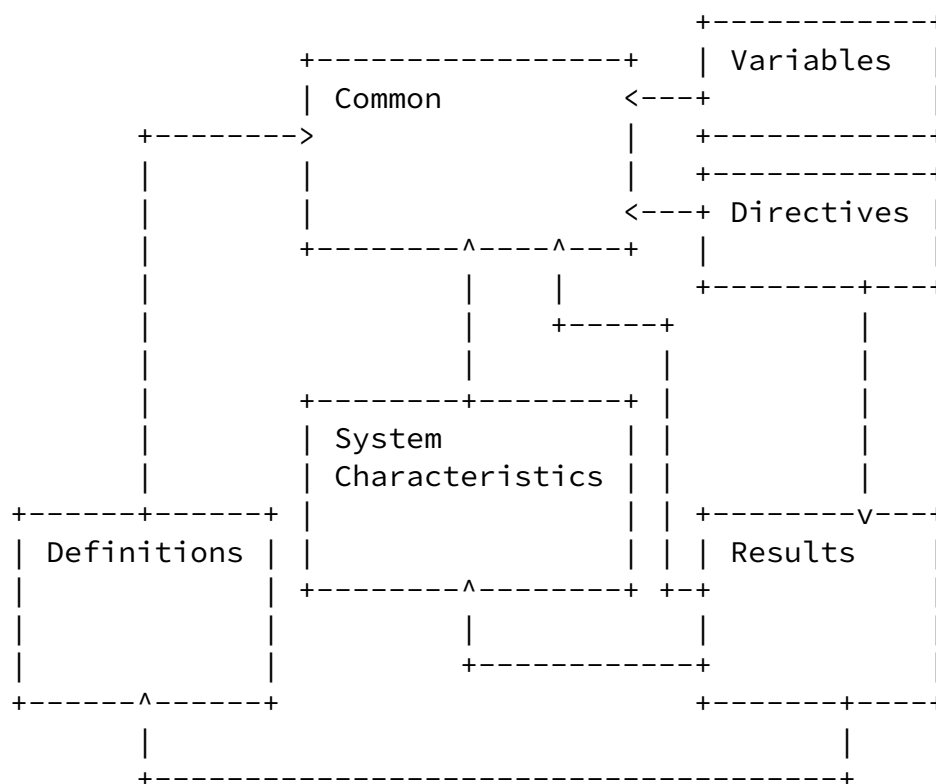 Variables
Common
Directives
System
Characteristics
Definitions
Results